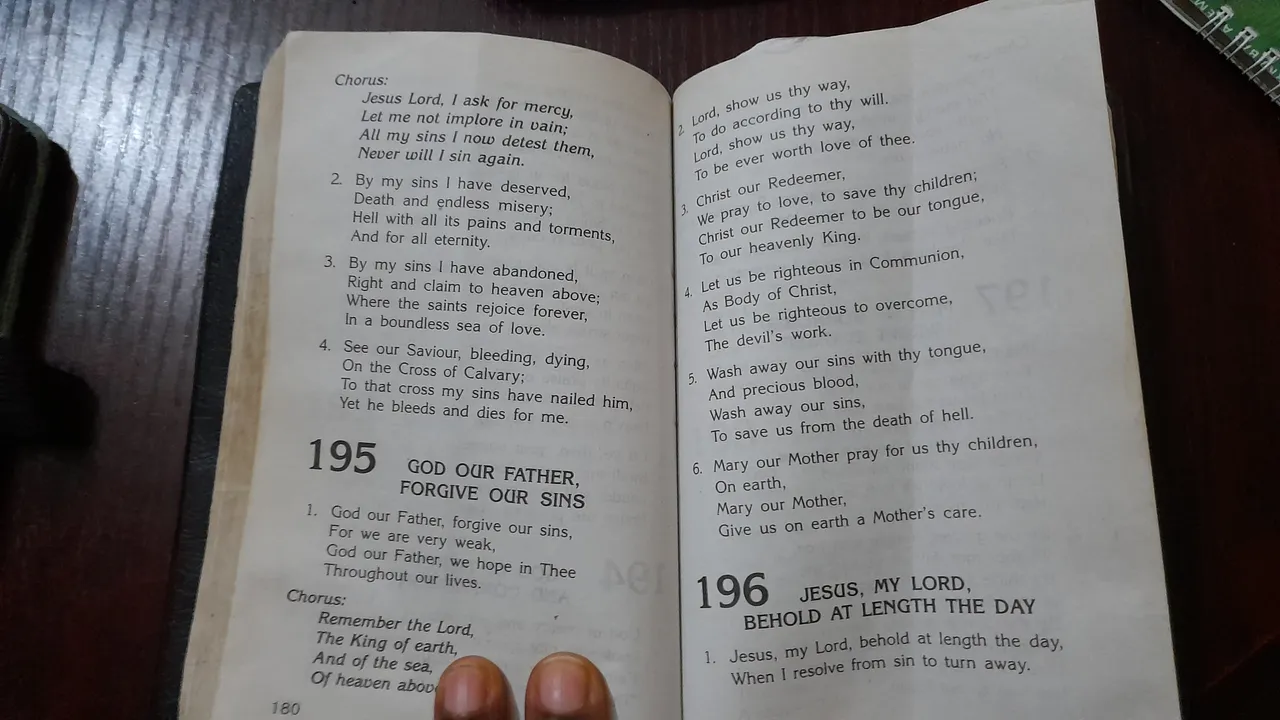 Chorus:
Jesus Lord, I ask for mercy,
Let me not implore in vain;
All my sins I now detest them,
Never will I sin again.
2. By my sins I have deserved,
Death and endless misery;
Hell with all its pains and torments,
And for all eternity.
3. By my sins I have abandoned,
Right and claim to heaven above;
Where the saints rejoice forever,
In a boundless sea of love.
4. See our Saviour, bleeding, dying,
On the Cross of Calvary;
To that cross my sins have nailed him,
Yet he bleeds and dies for me.
195 GOD OUR FATHER,
FORGIVE OUR SINS
1. God our Father, forgive our sins,
For we are very weak,
God our Father, we hope in Thee
Throughout our lives.
Chorus:
Remember the Lord,
The King of earth,
And of the sea,
Of heaven
180
2. Lord, show us thy way,
To do according to thy will.
Lord, show us thy way,
To be ever worth love of thee.
3. Christ our Redeemer,
We pray to love, to save thy children;
Christ our Redeemer to be our tongue,
To our heavenly King.
4. Let us be righteous in Communion,
As Body of Christ,
Let us be righteous to overcome,
The devil's work.
5. Wash away our sins with thy tongue,
And precious blood,
Wash away our sins,
To save us from the death of hell.
6. Mary our Mother pray for us thy children,
On earth,
Mary our Mother,
Give us on earth a Mother's care.
196 JESUS, MY LORD,
BEHOLD AT LENGTH THE DAY
1. Jesus, my Lord, behold at length the day,
When I resolve from sin to turn away.